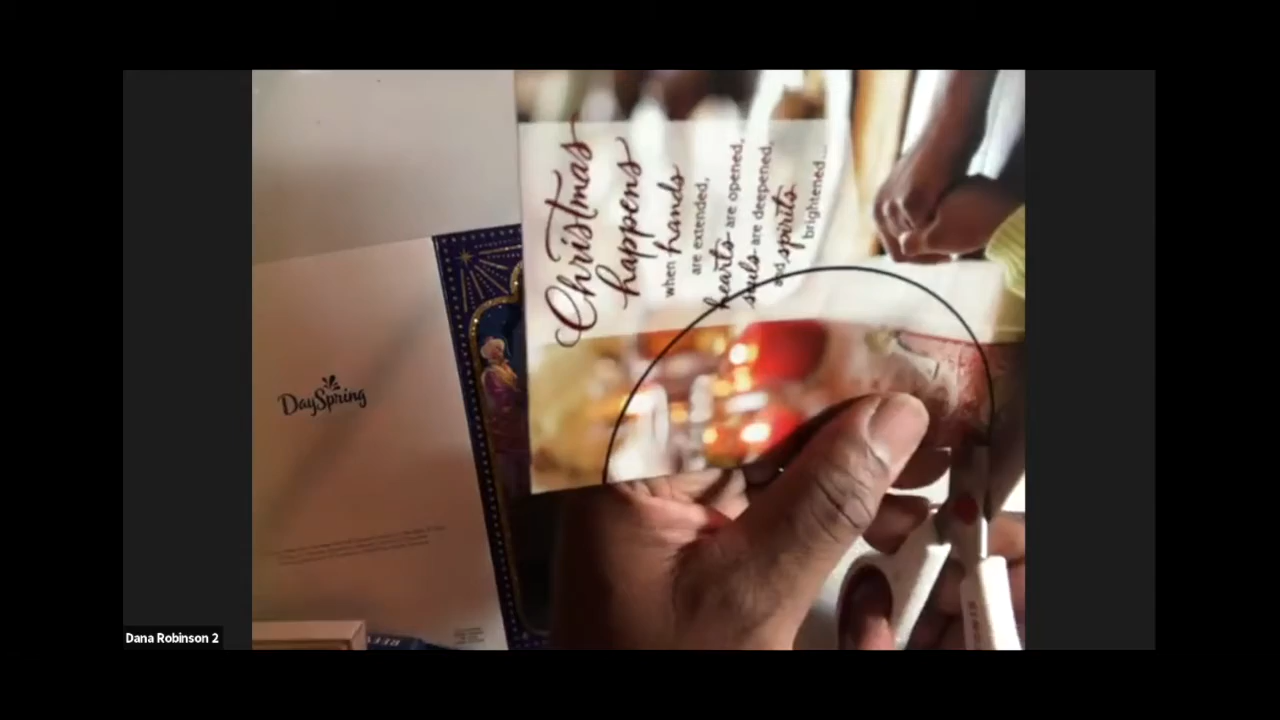 Christmas
happens
when hands
are extended,
hearts are opened,
souls are deepened,
and spirits
brightened...
DaySpring
Dana Robinson 2